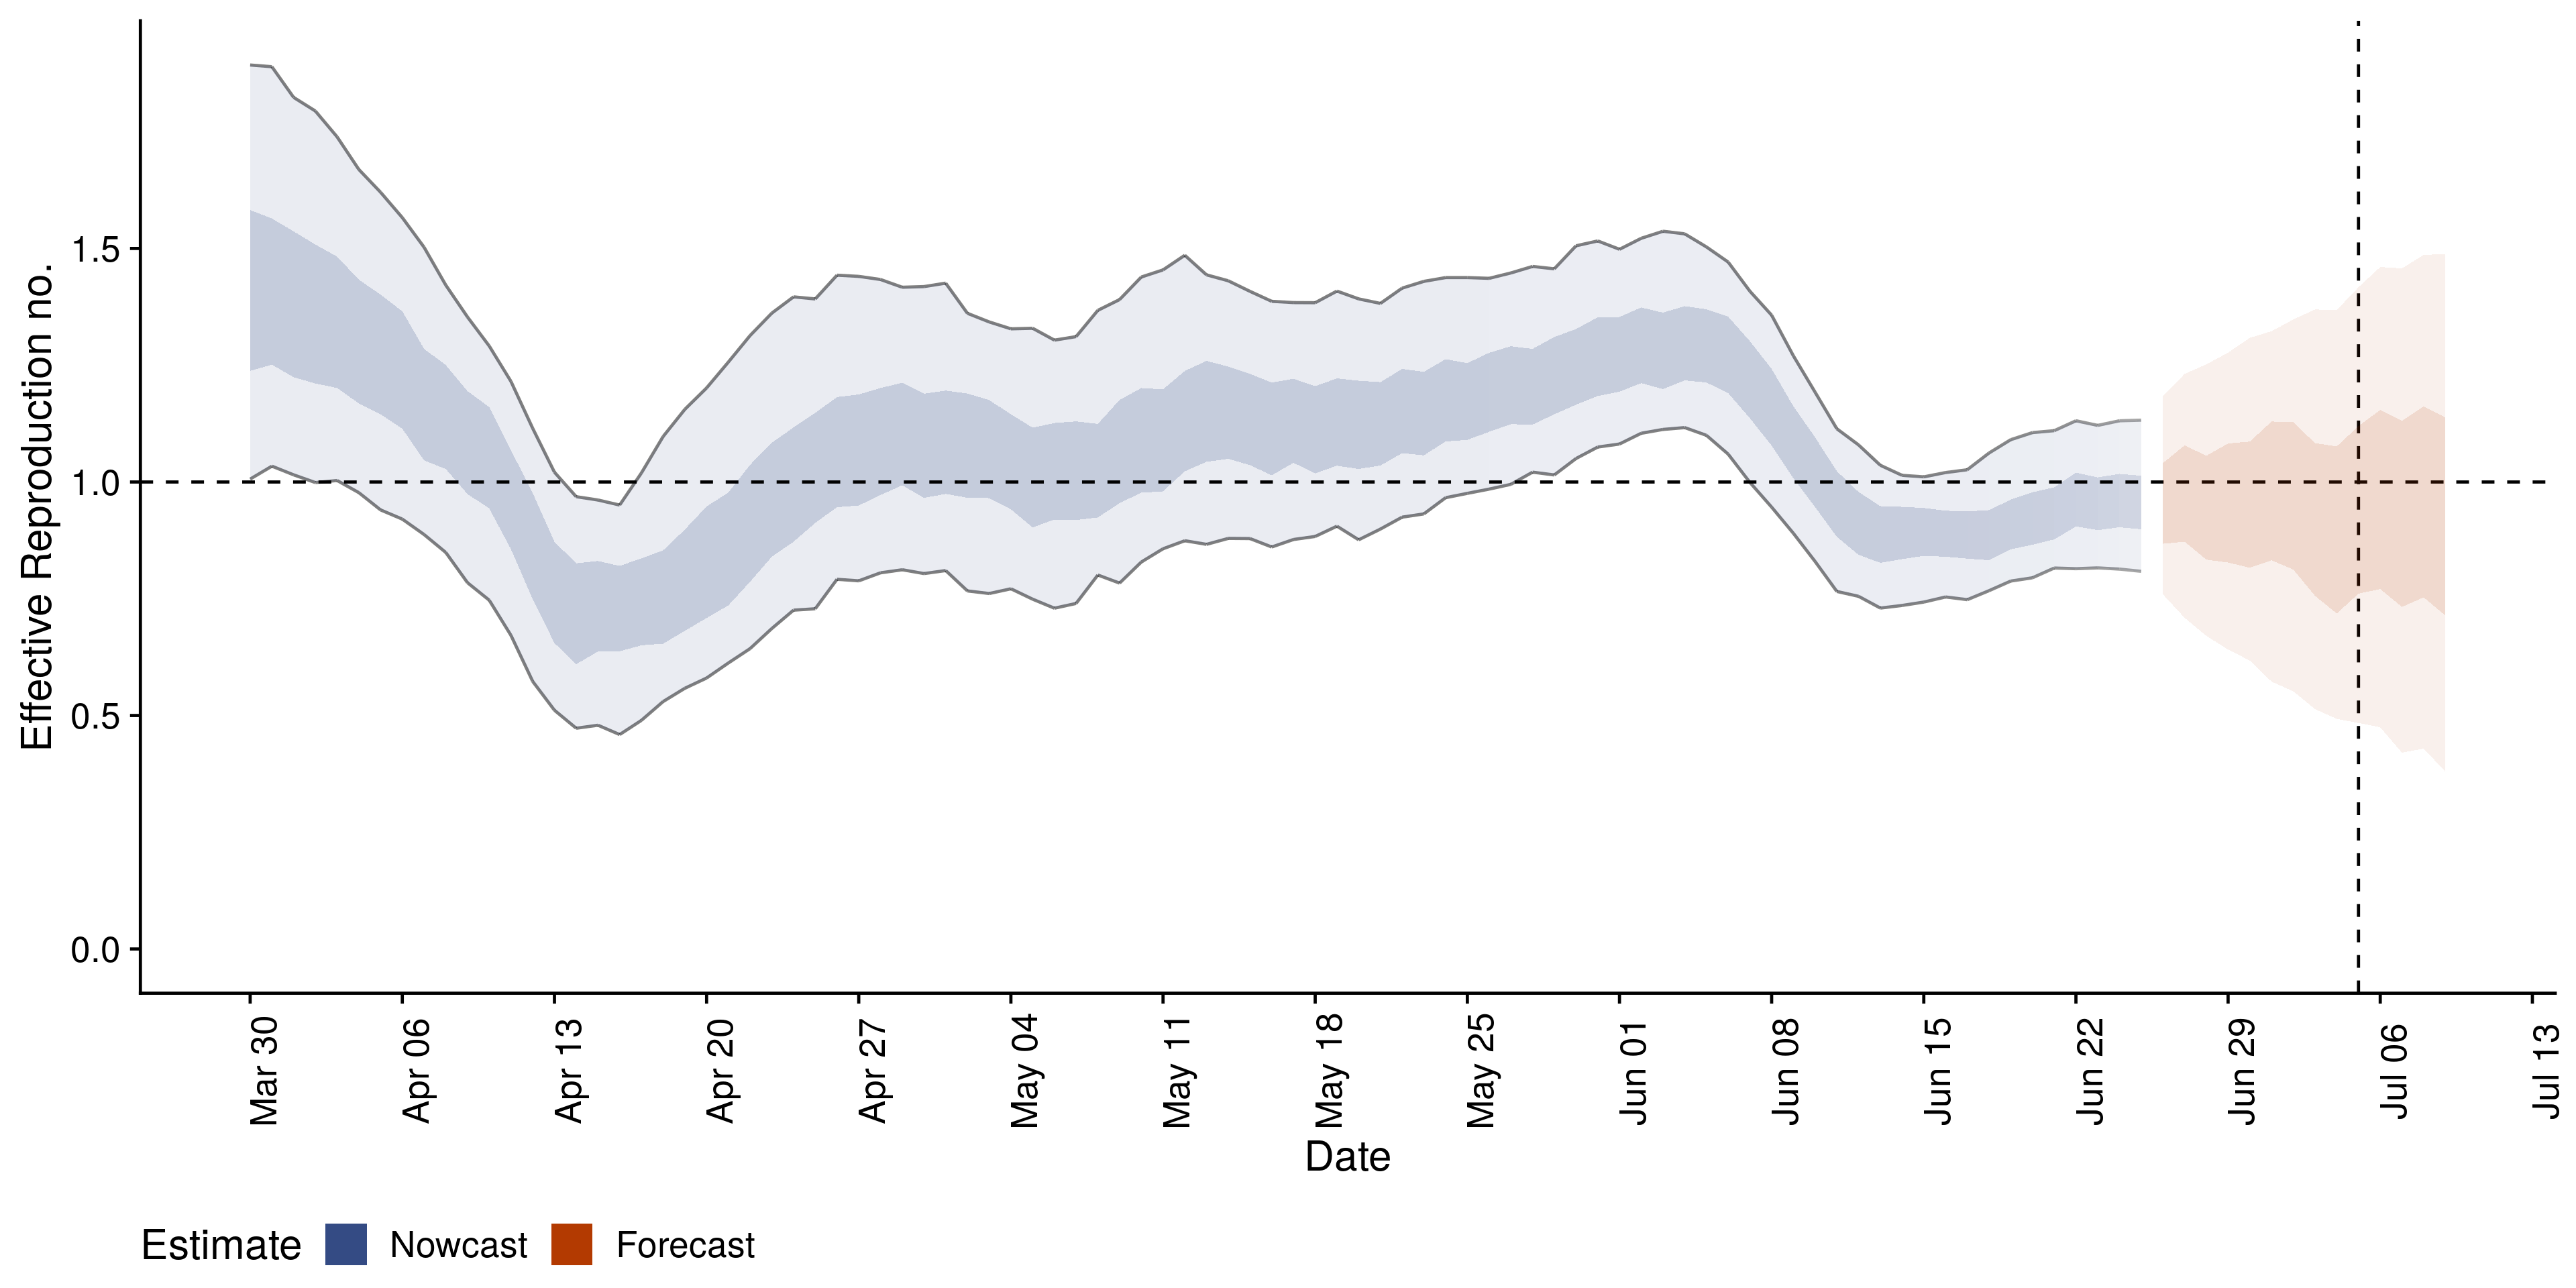 Effective Reproduction no.
1.5
1.0
0.5
0.0
Mar 30
Apr 06
Apr 13
Apr 20
Apr 27
May 04
May 11
May 18
May 25
Jun 01
Jun 08
Jun 15
Jun 22
Jun 29
Jul 06
Jul 13
Date
Estimate Nowcast Forecast